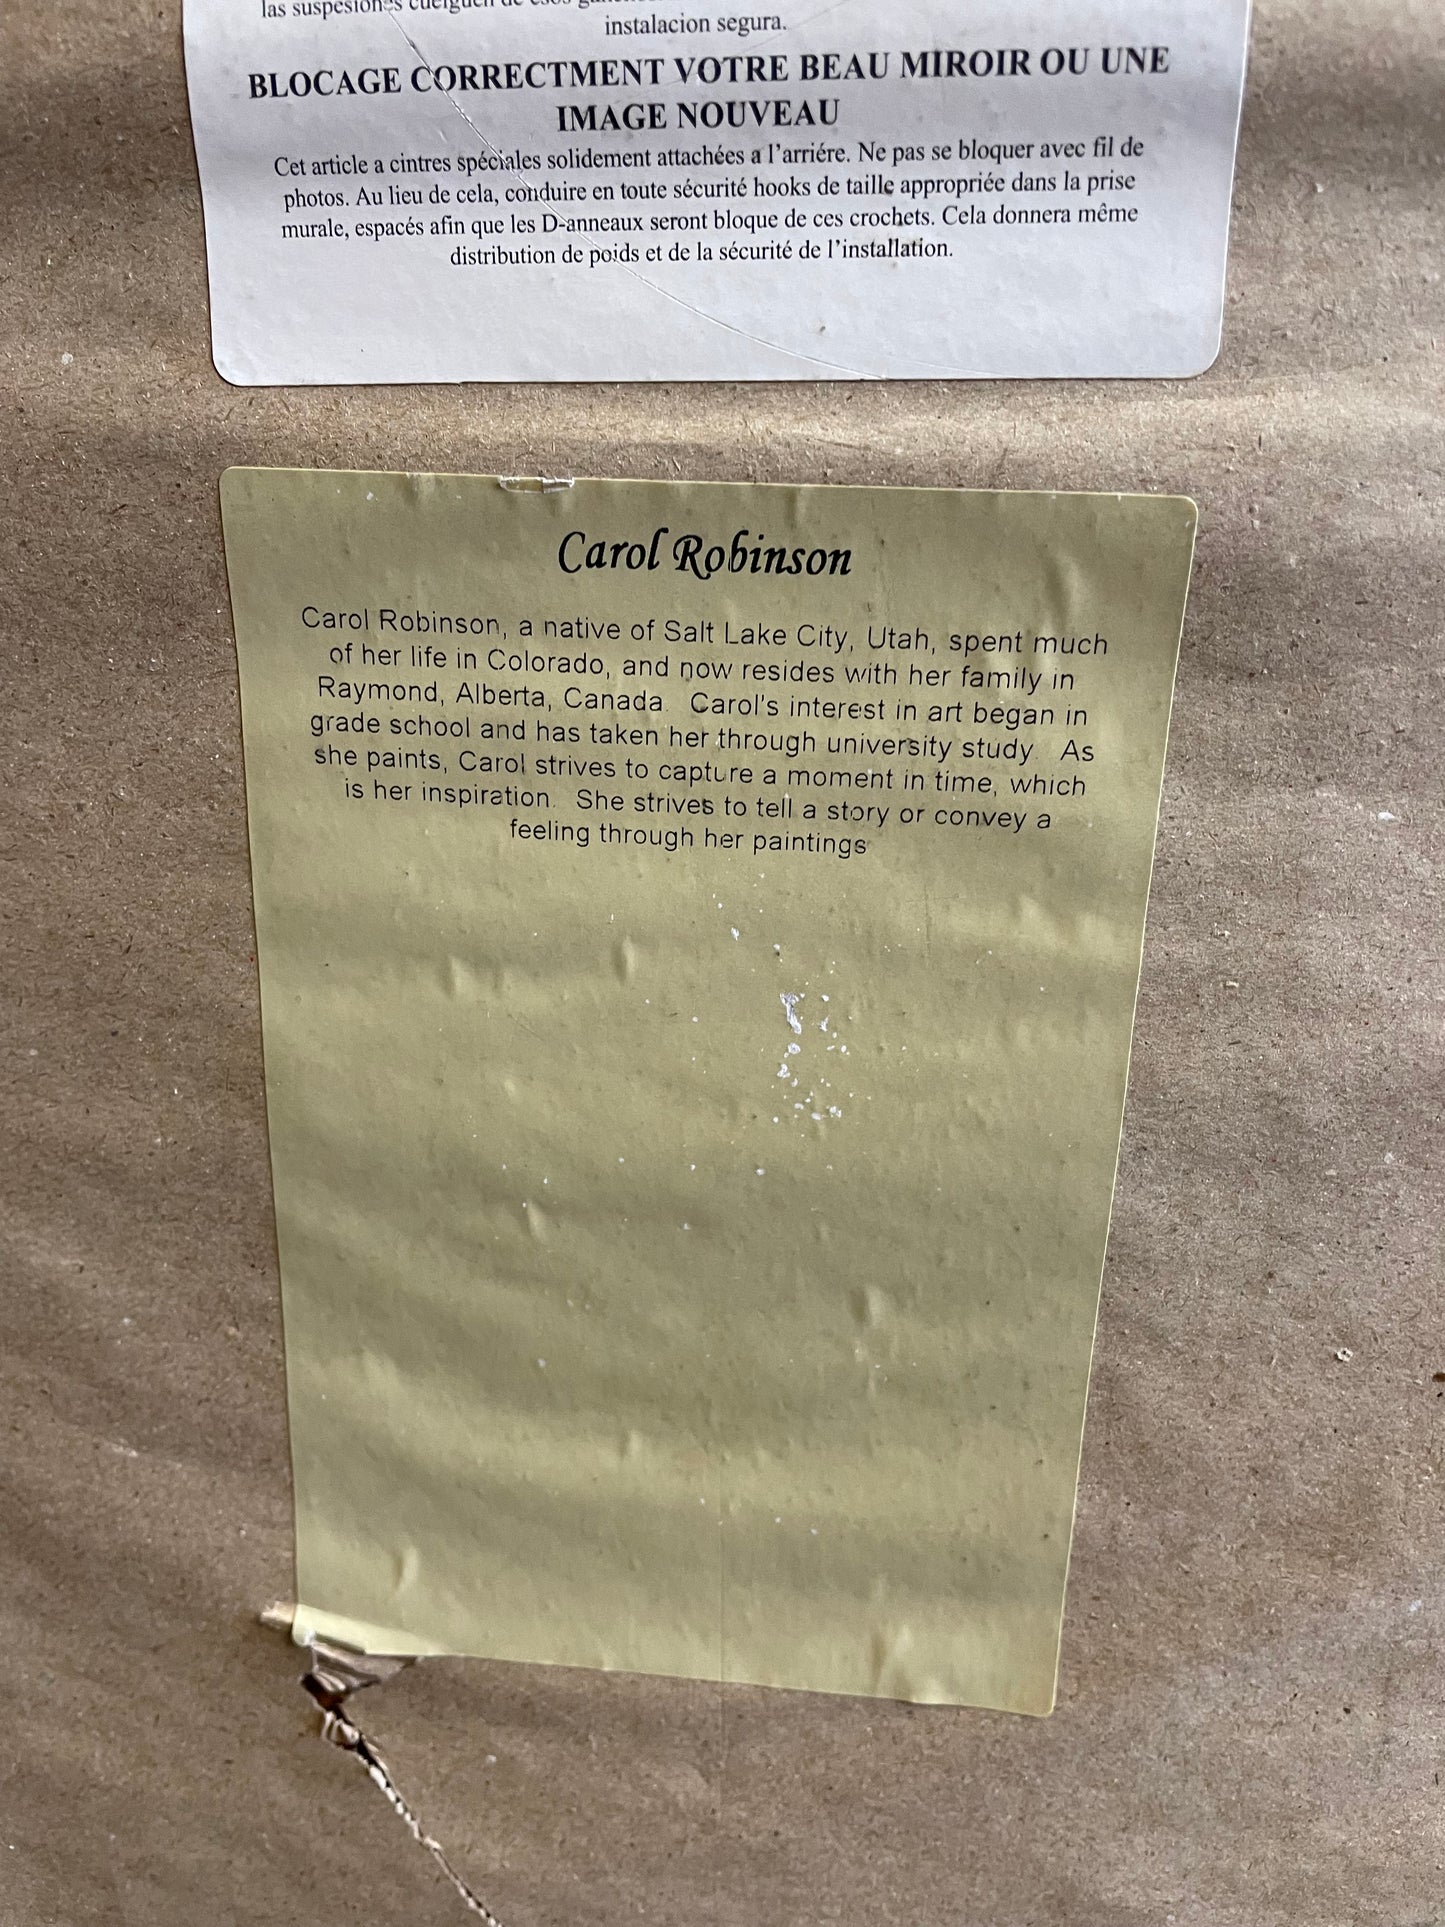 las suspesiones cuelguen de esos
instalacion segura.
BLOCAGE CORRECTMENT VOTRE BEAU MIROIR OU UNE
IMAGE NOUVEAU
Cet article a cintres spéciales solidement attachées a l'arriére. Ne pas se bloquer avec fil de
photos. Au lieu de cela, conduire en toute sécurité hooks de taille appropriée dans la prise
murale, espacés afin que les D-anneaux seront bloque de ces crochets. Cela donnera même
distribution de poids et de la sécurité de l'installation.
Carol Robinson
Carol Robinson, a native of Salt Lake City, Utah, spent much
of her life in Colorado, and now resides with her family in
Raymond, Alberta, Canada. Carol's interest in art began in
grade school and has taken her through university study. As
she paints, Carol strives to capture a moment in time, which
is her inspiration. She strives to tell a story or convey a
feeling through her paintings